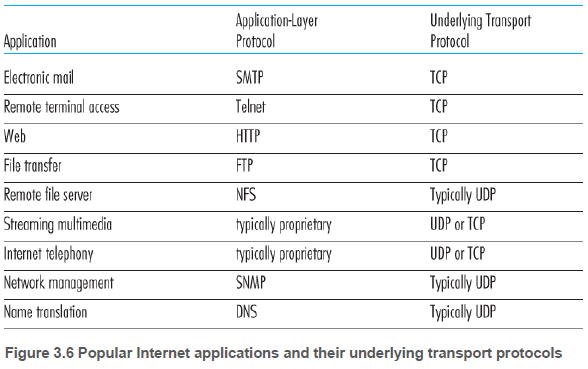 Application Application-Layer Protocol Underlying Transport Protocol
Electronic mail SMTP TCP
Remote terminal access Telnet TCP
Web HTTP TCP
File transfer FTP TCP
Remote file server NFS Typically UDP
Streaming multimedia typically proprietary UDP or TCP
Internet telephony typically proprietary UDP or TCP
Network management SNMP Typically UDP
Name translation DNS Typically UDP
Figure 3.6 Popular Internet applications and their underlying transport protocols